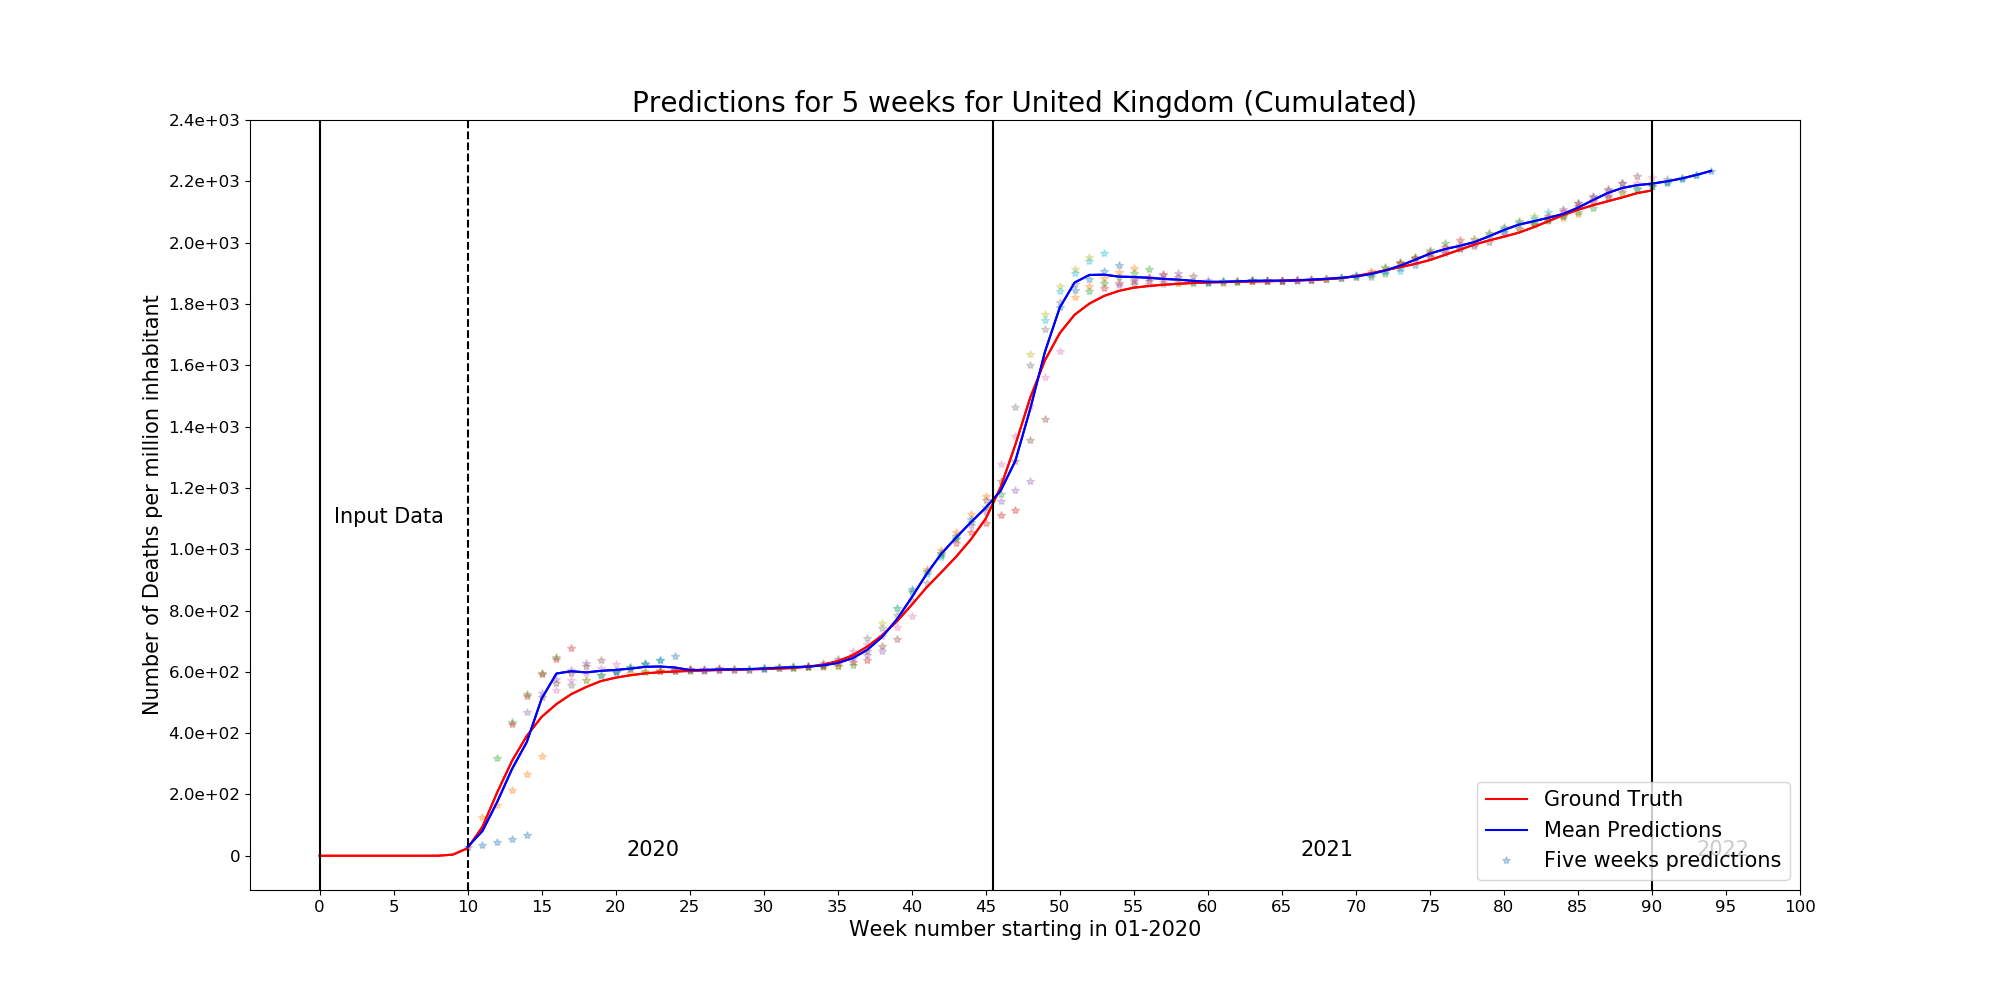 Predictions for 5 weeks for United Kingdom (Cumulated)
2.4e+03
2.2e+03
2.0e+03
1.8e+03
1.6e+03
1.4e+03
1.2e+03
1.0e+03
8.0e+02
6.0e+02
4.0e+02
2.0e+02
0
Number of Deaths per million inhabitant
Input Data
2020
2021
2022
Ground Truth
Mean Predictions
Five weeks predictions
0 5 10 15 20 25 30 35 40 45 50 55 60 65 70 75 80 85 90 95 100
Week number starting in 01-2020